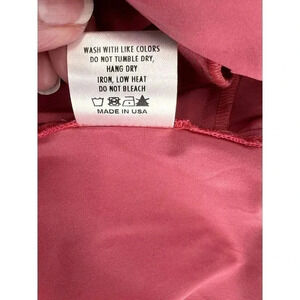 WASH WITH LIKE COLORS
DO NOT TUMBLE DRY,
HANG DRY
IRON, LOW HEAT
DO NOT BLEACH
MADE IN USA